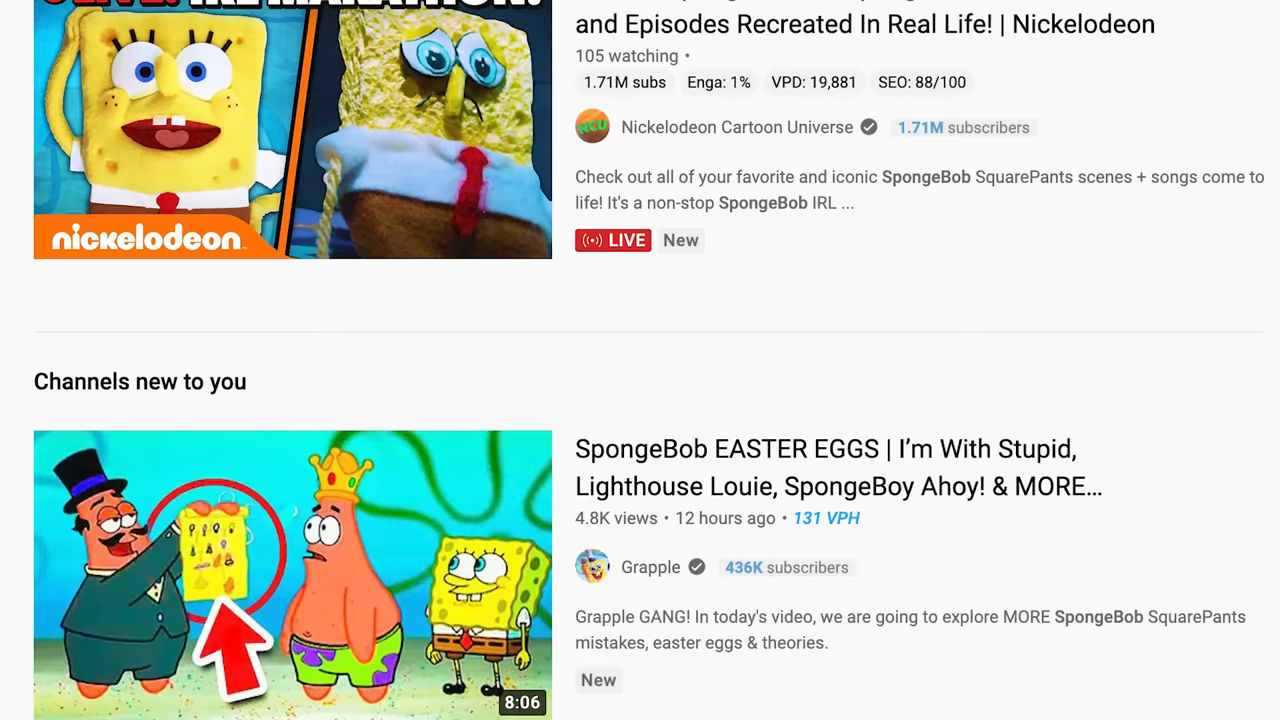 and Episodes Recreated In Real Life! | Nickelodeon
105 watching •
1.71M subs Enga: 1% VPD: 19,881 SEO: 88/100
NCU Nickelodeon Cartoon Universe 1.71M subscribers
Check out all of your favorite and iconic SpongeBob SquarePants scenes + songs come to
life! It's a non-stop SpongeBob IRL ...
nickelodeon
LIVE New
Channels new to you
SpongeBob EASTER EGGS | I’m With Stupid,
Lighthouse Louie, SpongeBoy Ahoy! & MORE…
4.8K views • 12 hours ago • 131 VPH
Grapple 436K subscribers
Grapple GANG! In today's video, we are going to explore MORE SpongeBob SquarePants
mistakes, easter eggs & theories.
New
8:06